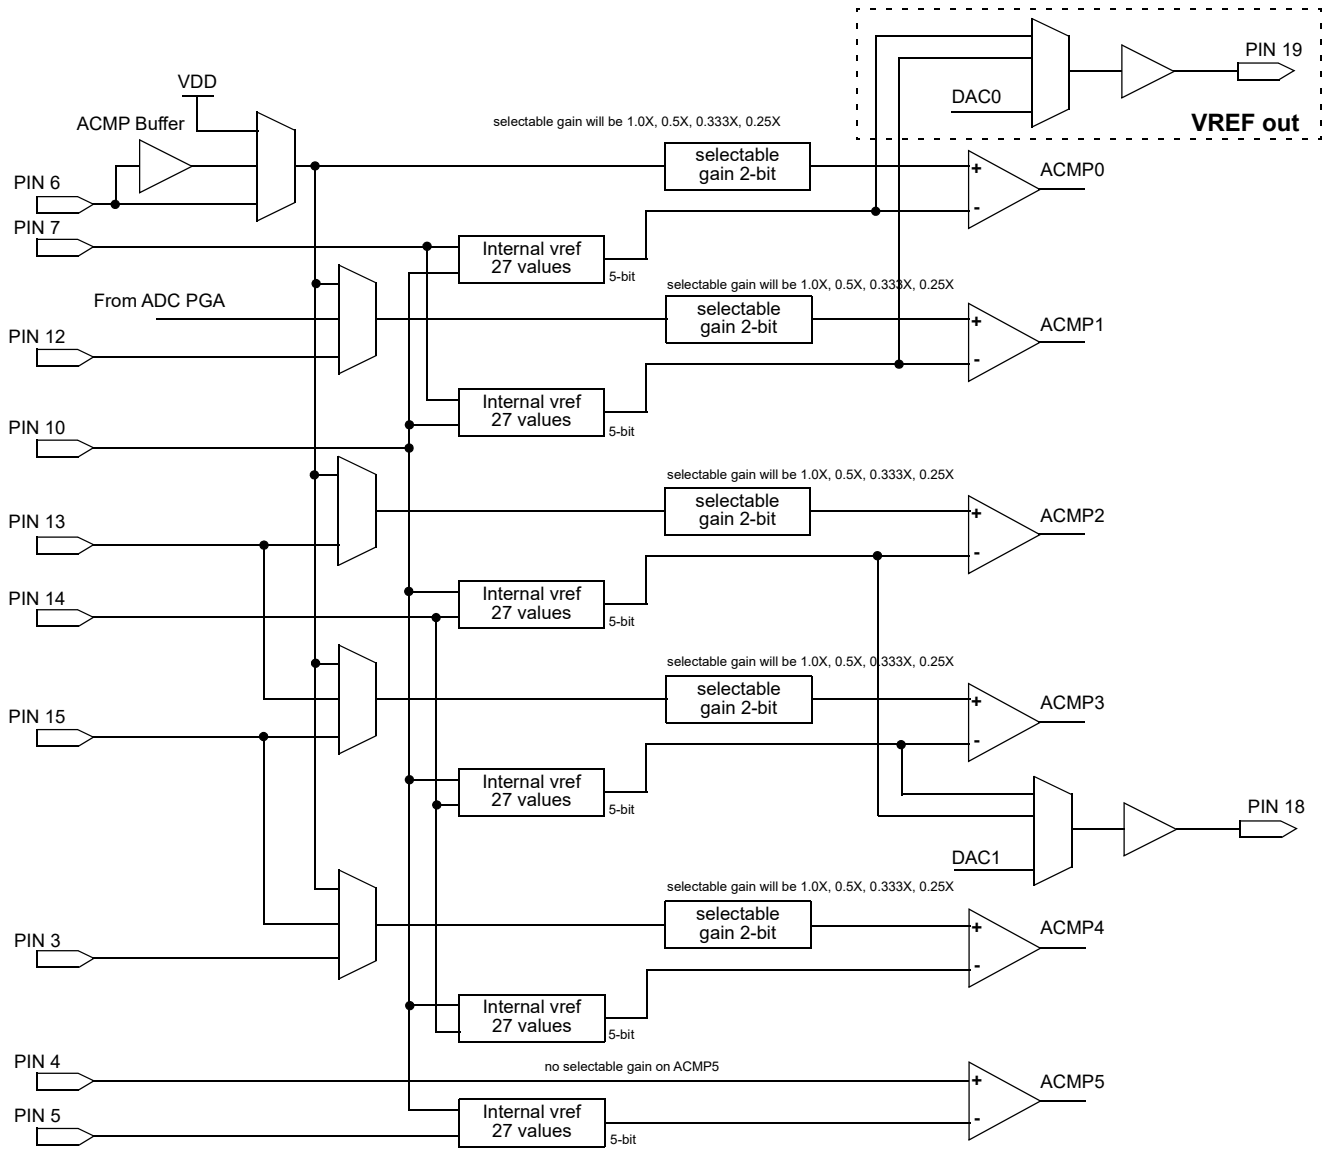 PIN 19
VDD
DAC0
ACMP Buffer
selectable gain will be 1.0X, 0.5X, 0.333X, 0.25X
VREF out
selectable
gain 2-bit
+
ACMP0
-
PIN 6
PIN 7
Internal vref
27 values
5-bit
selectable gain will be 1.0X, 0.5X, 0.333X, 0.25X
From ADC PGA
selectable
gain 2-bit
+
ACMP1
-
PIN 12
Internal vref
27 values
5-bit
PIN 10
selectable gain will be 1.0X, 0.5X, 0.333X, 0.25X
selectable
gain 2-bit
+
ACMP2
-
PIN 13
Internal vref
27 values
5-bit
PIN 14
selectable gain will be 1.0X, 0.5X, 0.333X, 0.25X
selectable
gain 2-bit
+
ACMP3
-
PIN 15
Internal vref
27 values
5-bit
PIN 18
DAC1
selectable gain will be 1.0X, 0.5X, 0.333X, 0.25X
selectable
gain 2-bit
+
ACMP4
-
PIN 3
Internal vref
27 values
5-bit
PIN 4
no selectable gain on ACMP5
+
ACMP5
-
PIN 5
Internal vref
27 values
5-bit